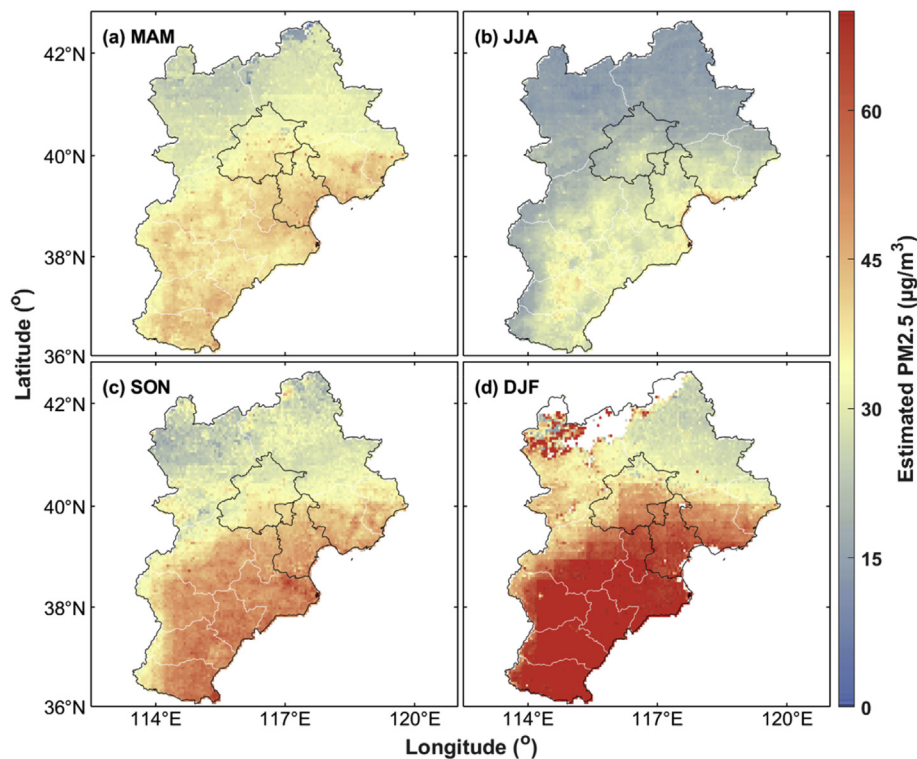 (a) MAM
(b) JJA
42°N
40°N
38°N
36°N
(c) SON
(d) DJF
42°N
40°N
38°N
36°N
114°E
117°E
120°E
114°E
117°E
120°E
Latitude (°)
Longitude (°)
60
45
30
15
0
Estimated PM2.5 (μg/m³)